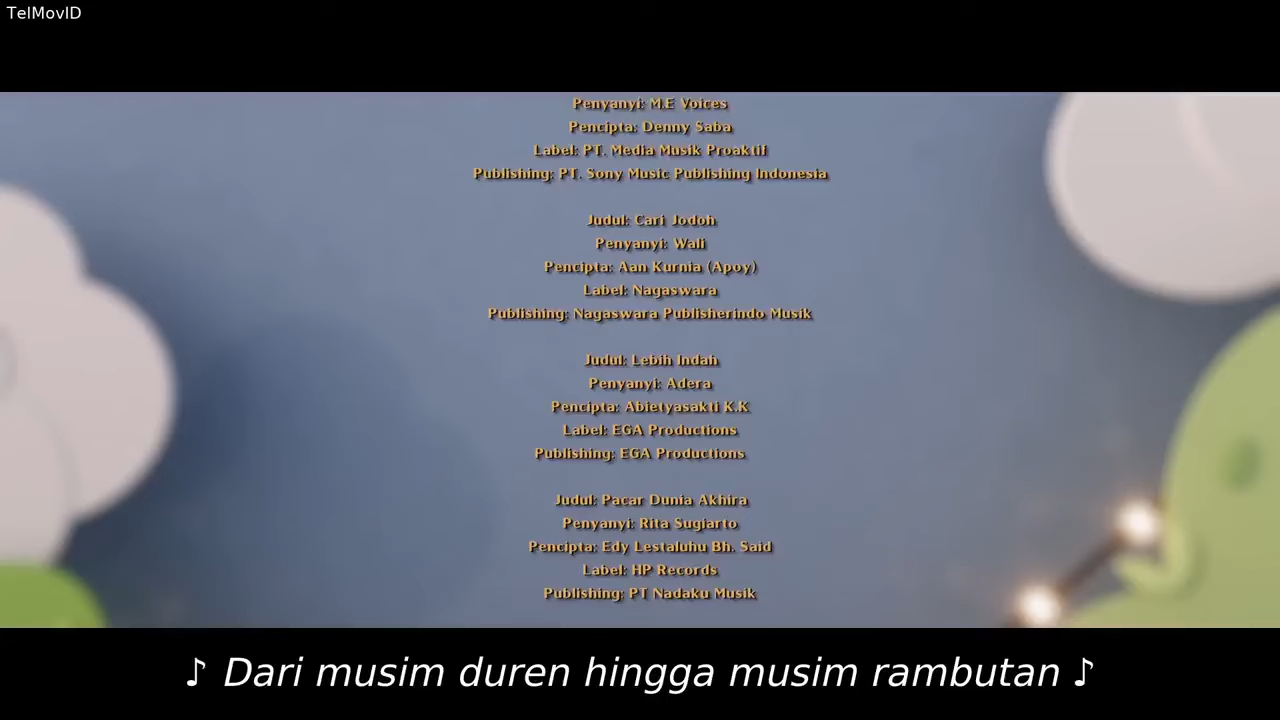 TelMovID
Penyanyi: M.E Voices
Pencipta: Denny Saba
Label: PT. Media Musik Proaktif
Publishing: PT. Sony Music Publishing Indonesia
Judul: Cari Jodoh
Penyanyi: Wali
Pencipta: Aan Kurnia (Apoy)
Label: Nagaswara
Publishing: Nagaswara Publisherindo Musik
Judul: Lebih Indah
Penyanyi: Adera
Pencipta: Abietyasakti K.K
Label: EGA Productions
Publishing: EGA Productions
Judul: Pacar Dunia Akhira
Penyanyi: Rita Sugiarto
Pencipta: Edy Lestaluhu Bh. Said
Label: HP Records
Publishing: PT Nadaku Musik
♪ Dari musim duren hingga musim rambutan ♪